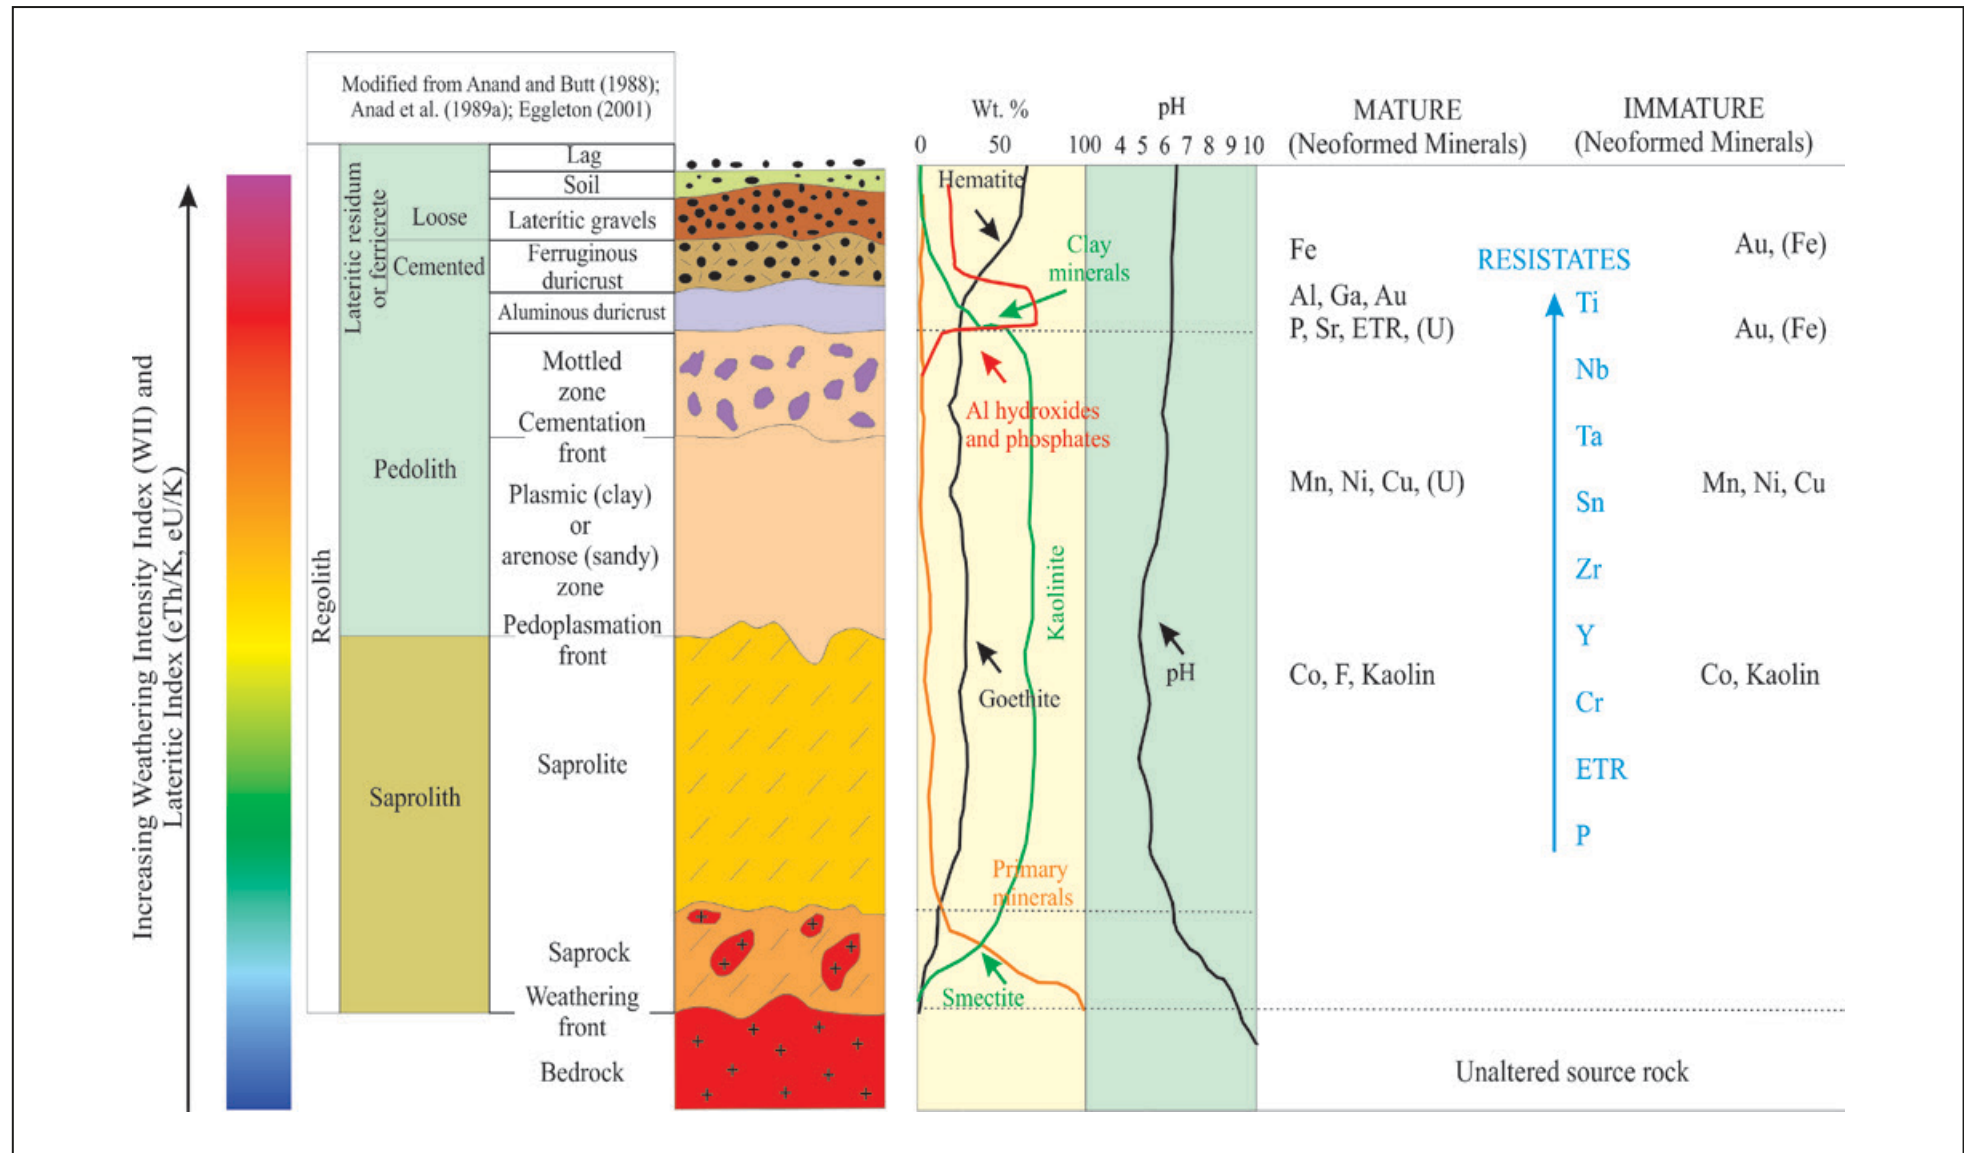 Modified from Anand and Butt (1988);
Anad et al. (1989a); Eggleton (2001)
Increasing Weathering Intensity Index (WII) and
Lateritic Index (eTh/K, eU/K)
Regolith
Lateritic residum
or ferricrete
Loose
Cemented
Pedolith
Saprolith
Lag
Soil
Laterític gravels
Ferruginous
duricrust
Aluminous duricrust
Mottled
zone
Cementation
front
Plasmic (clay)
or
arenose (sandy)
zone
Pedoplasmation
front
Saprolite
Saprock
Weathering
front
Bedrock
Wt. %
0 50 100
pH
4 5 6 7 8 9 10
Hematite
Clay
minerals
Al hydroxides
and phosphates
Kaolinite
Goethite
Primary
minerals
Smectite
pH
MATURE
(Neoformed Minerals)
Fe
Al, Ga, Au
P, Sr, ETR, (U)
Mn, Ni, Cu, (U)
Co, F, Kaolin
RESISTATES
Ti
Nb
Ta
Sn
Zr
Y
Cr
ETR
P
IMMATURE
(Neoformed Minerals)
Au, (Fe)
Au, (Fe)
Mn, Ni, Cu
Co, Kaolin
Unaltered source rock